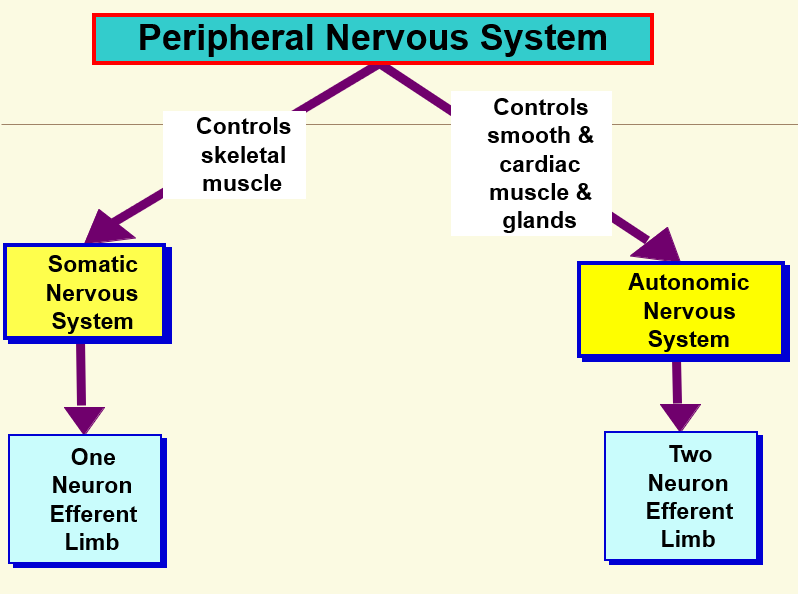 Peripheral Nervous System
Controls
skeletal
muscle
Controls
smooth &
cardiac
muscle &
glands
Somatic
Nervous
System
Autonomic
Nervous
System
One
Neuron
Efferent
Limb
Two
Neuron
Efferent
Limb